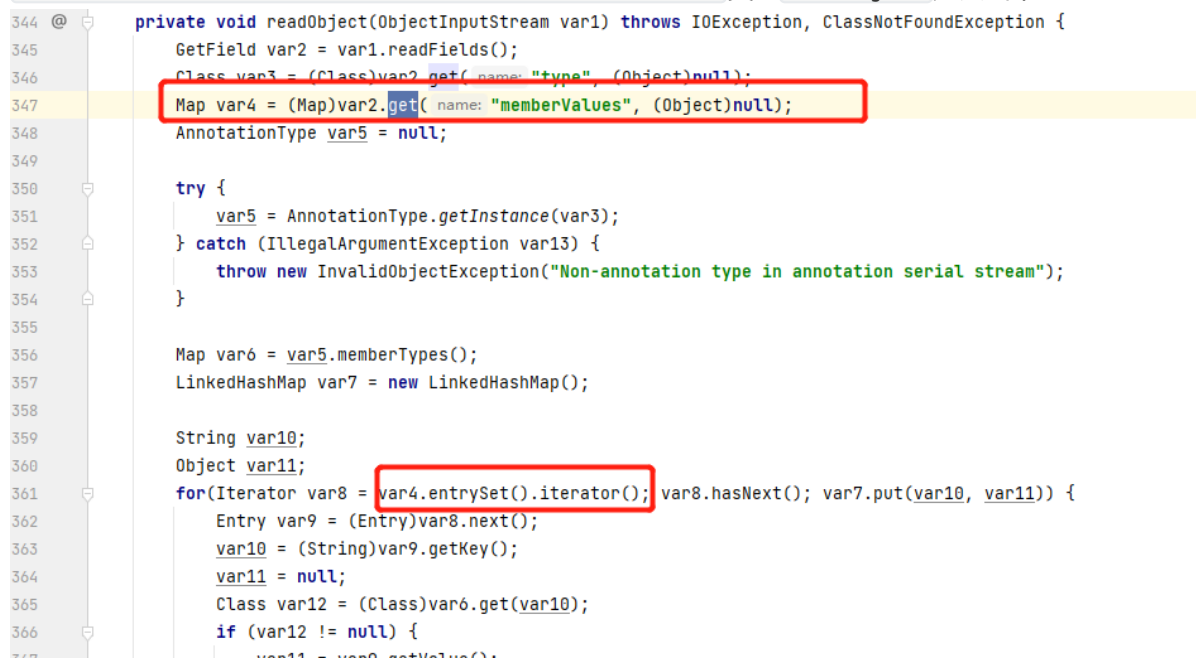 344 @ private void readObject(ObjectInputStream var1) throws IOException, ClassNotFoundException {
345 GetField var2 = var1.readFields();
346 Class var3 = (Class)var2.get( name: "type", (Object)null);
347 Map var4 = (Map)var2.get( name: "memberValues", (Object)null);
348 AnnotationType var5 = null;
349
350 try {
351 var5 = AnnotationType.getInstance(var3);
352 } catch (IllegalArgumentException var13) {
353 throw new InvalidObjectException("Non-annotation type in annotation serial stream");
354 }
355
356 Map var6 = var5.memberTypes();
357 LinkedHashMap var7 = new LinkedHashMap();
358
359 String var10;
360 Object var11;
361 for(Iterator var8 = var4.entrySet().iterator(); var8.hasNext(); var7.put(var10, var11)) {
362 Entry var9 = (Entry)var8.next();
363 var10 = (String)var9.getKey();
364 var11 = null;
365 Class var12 = (Class)var6.get(var10);
366 if (var12 != null) {
var11 = var9.getValue();